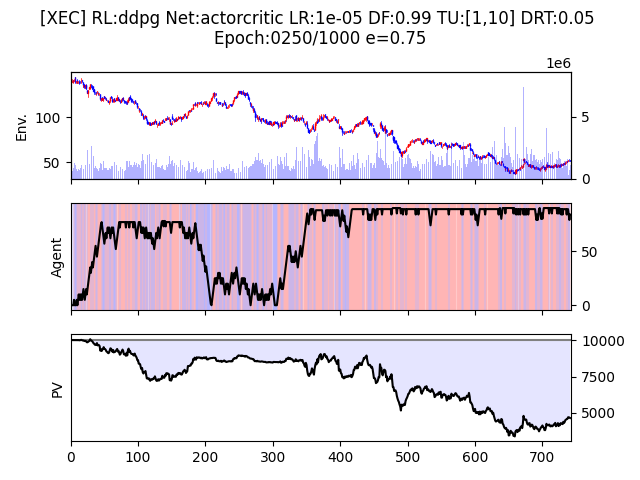 [XEC] RL:ddpg Net:actorcritic LR:1e-05 DF:0.99 TU:[1,10] DRT:0.05
Epoch:0250/1000 e=0.75
1e6
Env.
100
50
5
0
Agent
50
0
PV
10000
7500
5000
0 100 200 300 400 500 600 700